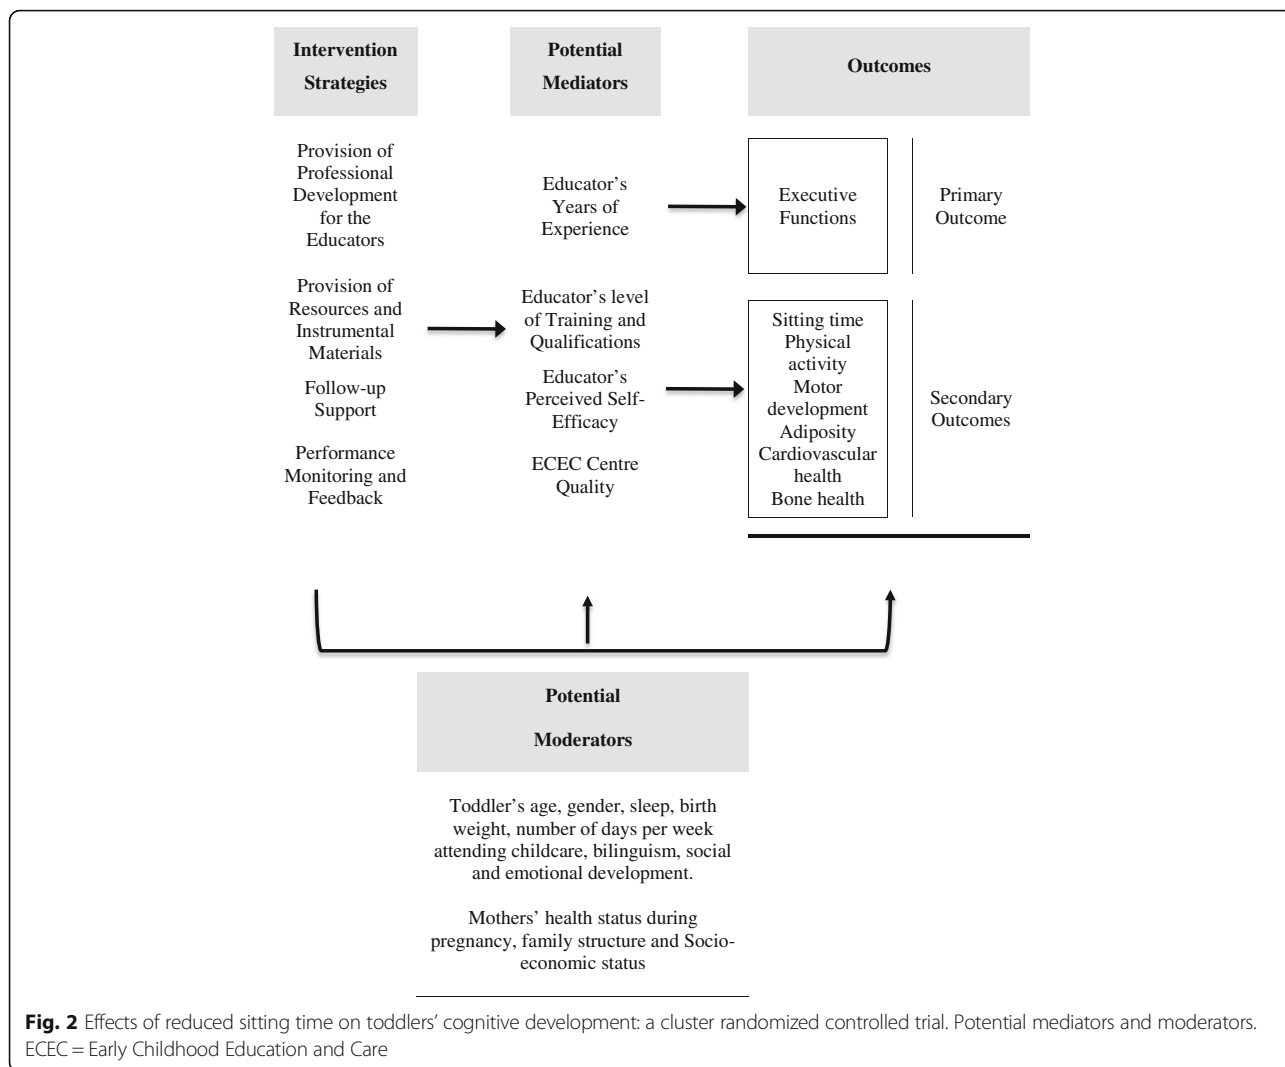 Intervention
Strategies
Potential
Mediators
Outcomes
Provision of
Professional
Development
for the
Educators
Provision of
Resources and
Instrumental
Materials
Follow-up
Support
Performance
Monitoring and
Feedback
Educator’s
Years of
Experience
Educator’s level
of Training and
Qualifications
Educator’s
Perceived Self-
Efficacy
ECEC Centre
Quality
Executive
Functions
Primary
Outcome
Sitting time
Physical
activity
Motor
development
Adiposity
Cardiovascular
health
Bone health
Secondary
Outcomes
Potential
Moderators
Toddler’s age, gender, sleep, birth
weight, number of days per week
attending childcare, bilinguism, social
and emotional development.
Mothers’ health status during
pregnancy, family structure and Socio-
economic status
Fig. 2 Effects of reduced sitting time on toddlers’ cognitive development: a cluster randomized controlled trial. Potential mediators and moderators.
ECEC = Early Childhood Education and Care